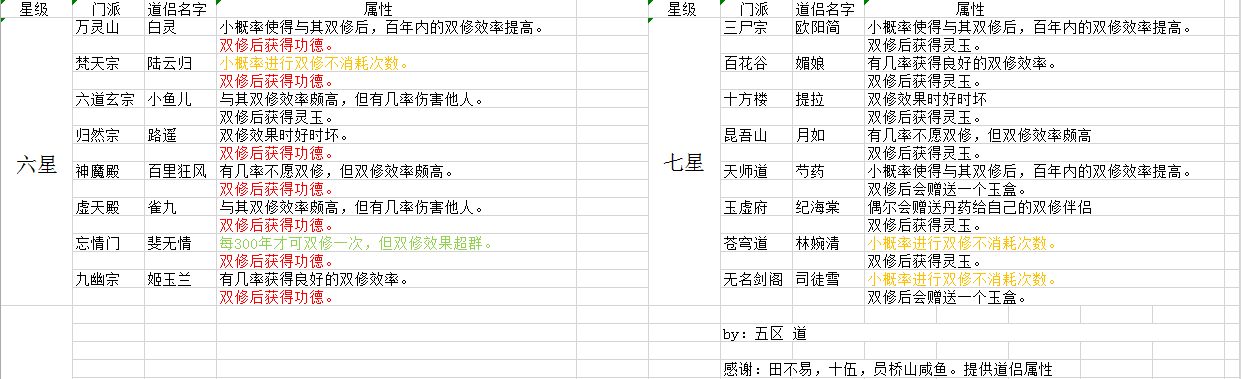 星级 门派 道侣名字 属性
六星
万灵山 白灵 小概率使得与其双修后，百年内的双修效率提高。
双修后获得功德。
梵天宗 陆云归 小概率进行双修不消耗次数。
双修后获得功德。
六道玄宗 小鱼儿 与其双修效率颇高，但有几率伤害他人。
双修后获得灵玉。
归然宗 路遥 双修效果时好时坏。
双修后获得功德。
神魔殿 百里狂风 有几率不愿双修，但双修效率颇高。
双修后获得功德。
虚天殿 雀九 与其双修效率颇高，但有几率伤害他人。
双修后获得功德。
忘情门 斐无情 每300年才可双修一次，但双修效果超群。
双修后获得功德。
九幽宗 姬玉兰 有几率获得良好的双修效率。
双修后获得功德。
星级 门派 道侣名字 属性
七星
三尸宗 欧阳简 小概率使得与其双修后，百年内的双修效率提高。
双修后获得灵玉。
百花谷 媚娘 有几率获得良好的双修效率。
双修后获得灵玉。
十方楼 提拉 双修效果时好时坏
双修后获得灵玉。
昆吾山 月如 有几率不愿双修，但双修效率颇高
双修后获得灵玉。
天师道 芍药 小概率使得与其双修后，百年内的双修效率提高。
双修后会赠送一个玉盒。
玉虚府 纪海棠 偶尔会赠送丹药给自己的双修伴侣
双修后获得灵玉。
苍穹道 林婉清 小概率进行双修不消耗次数。
双修后获得灵玉。
无名剑阁 司徒雪 小概率进行双修不消耗次数。
双修后会赠送一个玉盒。
by：五区 道
感谢：田不易，十伍，员桥山咸鱼。提供道侣属性